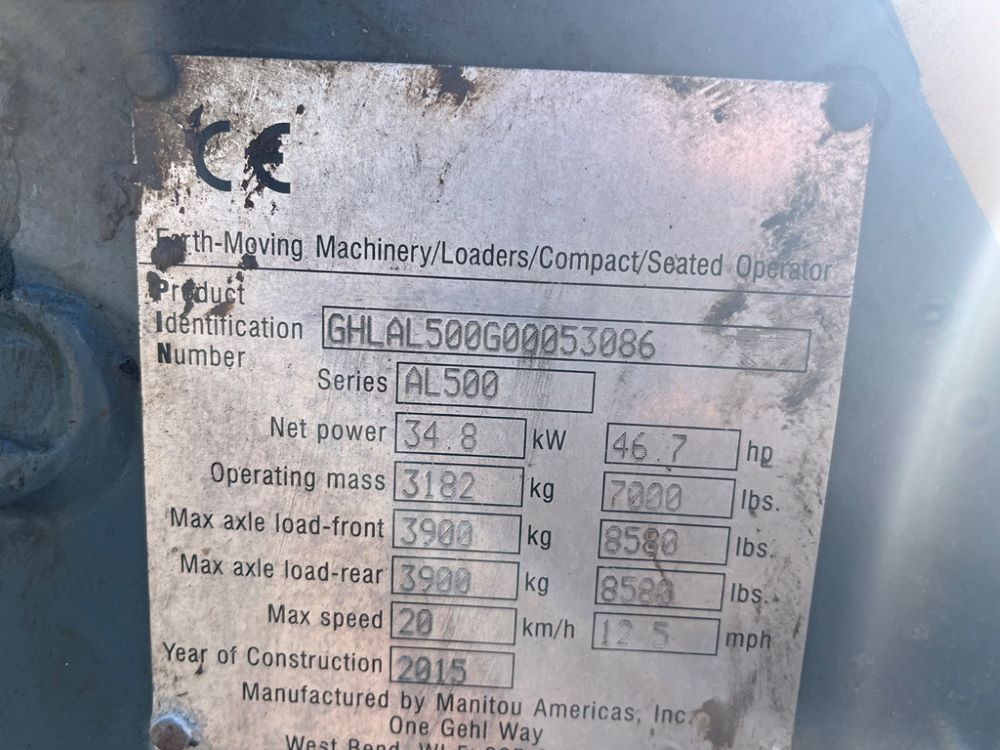 CE
Earth-Moving Machinery/Loaders/Compact/Seated Operator
Product
Identification GHLAL500G00053086
Number
Series AL500
Net power 34.8 kW 46.7 hp
Operating mass 3182 kg 7000 lbs.
Max axle load-front 3900 kg 8580 lbs.
Max axle load-rear 3900 kg 8580 lbs.
Max speed 20 km/h 12.5 mph
Year of Construction 2015
Manufactured by Manitou Americas, Inc.
One Gehl Way
West Bend, WI